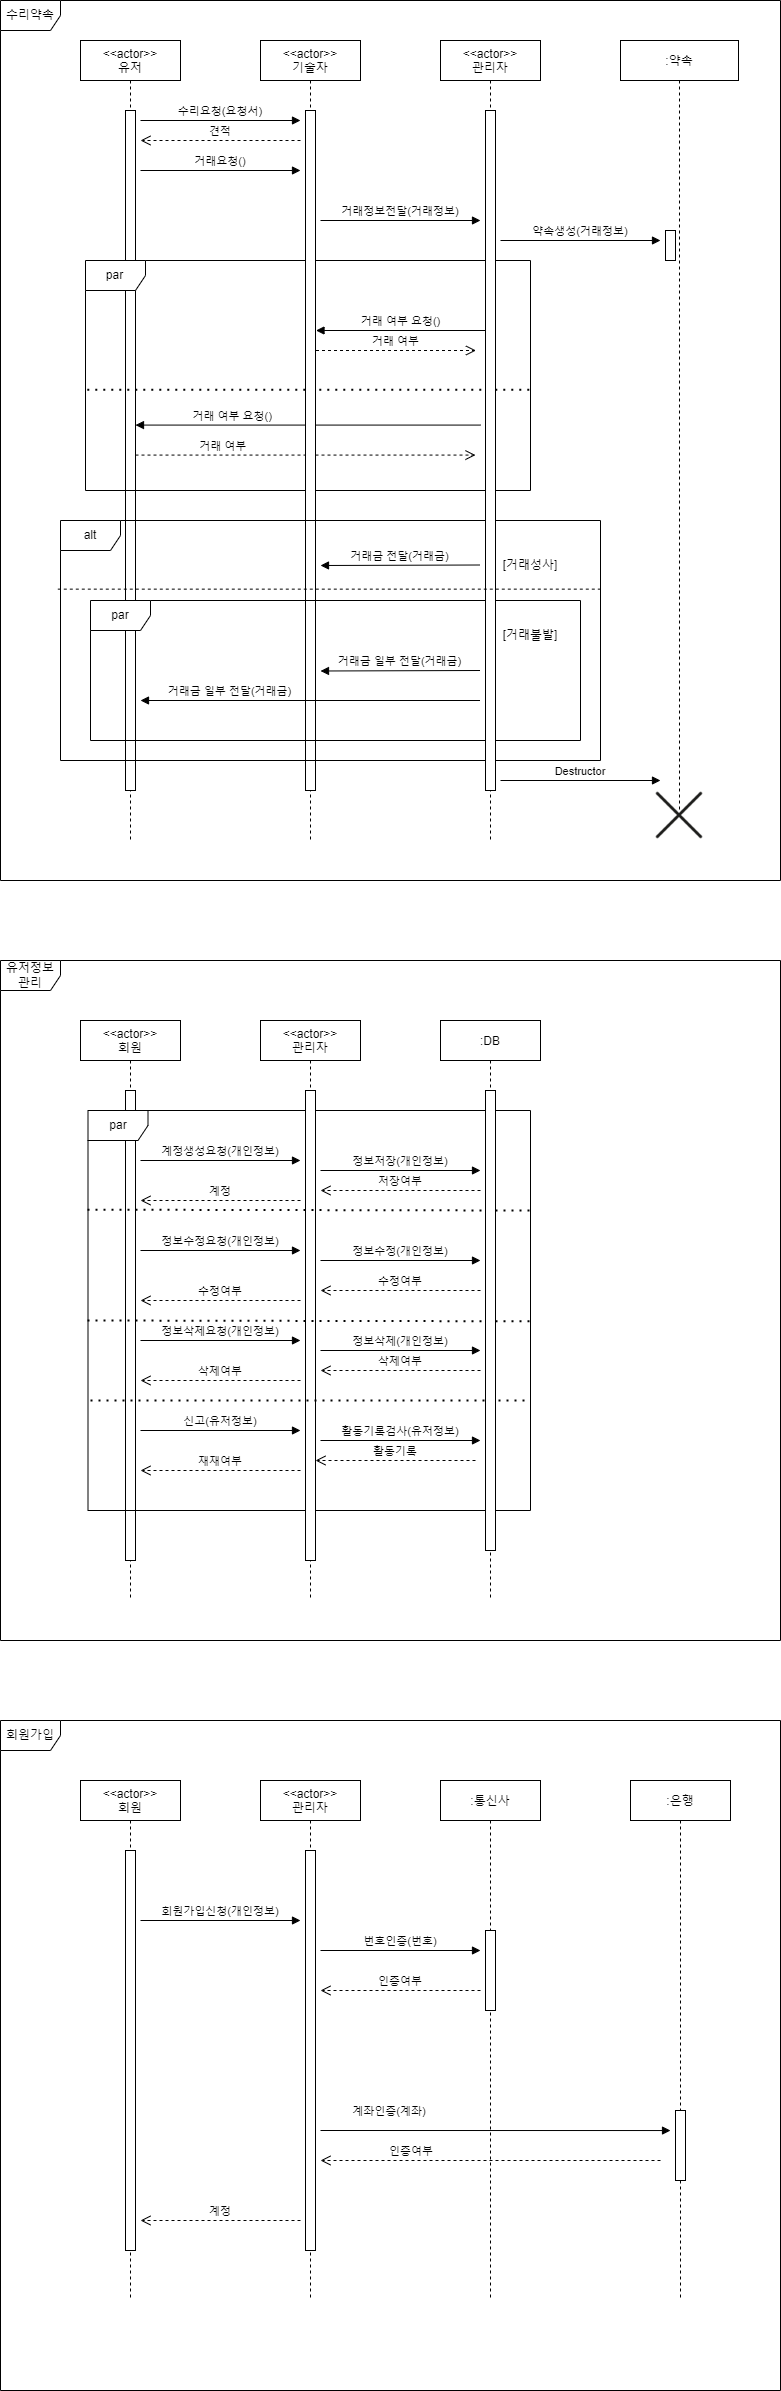 수리약속
<<actor>>
유저
<<actor>>
기술자
<<actor>>
관리자
:약속
수리요청(요청서)
견적
거래요청()
거래정보전달(거래정보)
약속생성(거래정보)
par
거래 여부 요청()
거래 여부
거래 여부 요청()
거래 여부
alt
거래금 전달(거래금)
[거래성사]
par
[거래불발]
거래금 일부 전달(거래금)
거래금 일부 전달(거래금)
Destructor
유저정보
관리
<<actor>>
회원
<<actor>>
관리자
:DB
par
계정생성요청(개인정보)
정보저장(개인정보)
저장여부
계정
정보수정요청(개인정보)
정보수정(개인정보)
수정여부
수정여부
정보삭제요청(개인정보)
정보삭제(개인정보)
삭제여부
삭제여부
신고(유저정보)
활동기록검사(유저정보)
활동기록
재재여부
회원가입
<<actor>>
회원
<<actor>>
관리자
:통신사
:은행
회원가입신청(개인정보)
번호인증(번호)
인증여부
계좌인증(계좌)
인증여부
계정